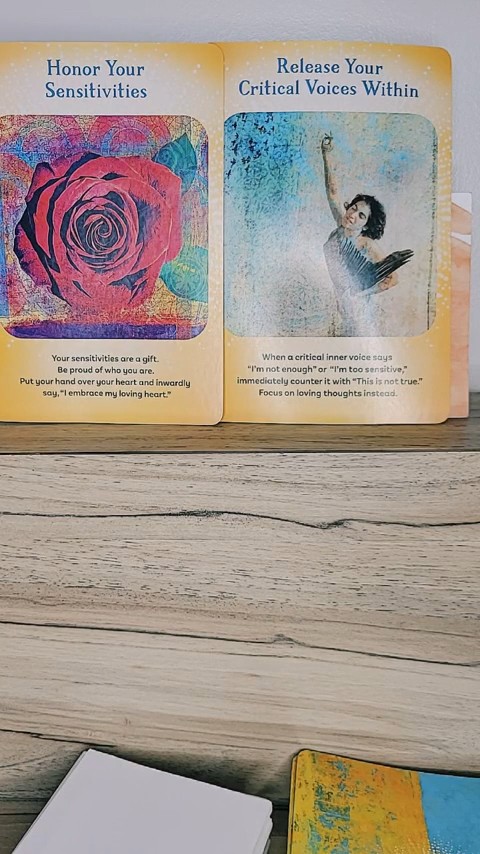 Honor Your
Sensitivities
Your sensitivities are a gift.
Be proud of who you are.
Put your hand over your heart and inwardly
say, "I embrace my loving heart."
Release Your
Critical Voices Within
When a critical inner voice says
"I'm not enough" or "I'm too sensitive,"
immediately counter it with "This is not true."
Focus on loving thoughts instead.